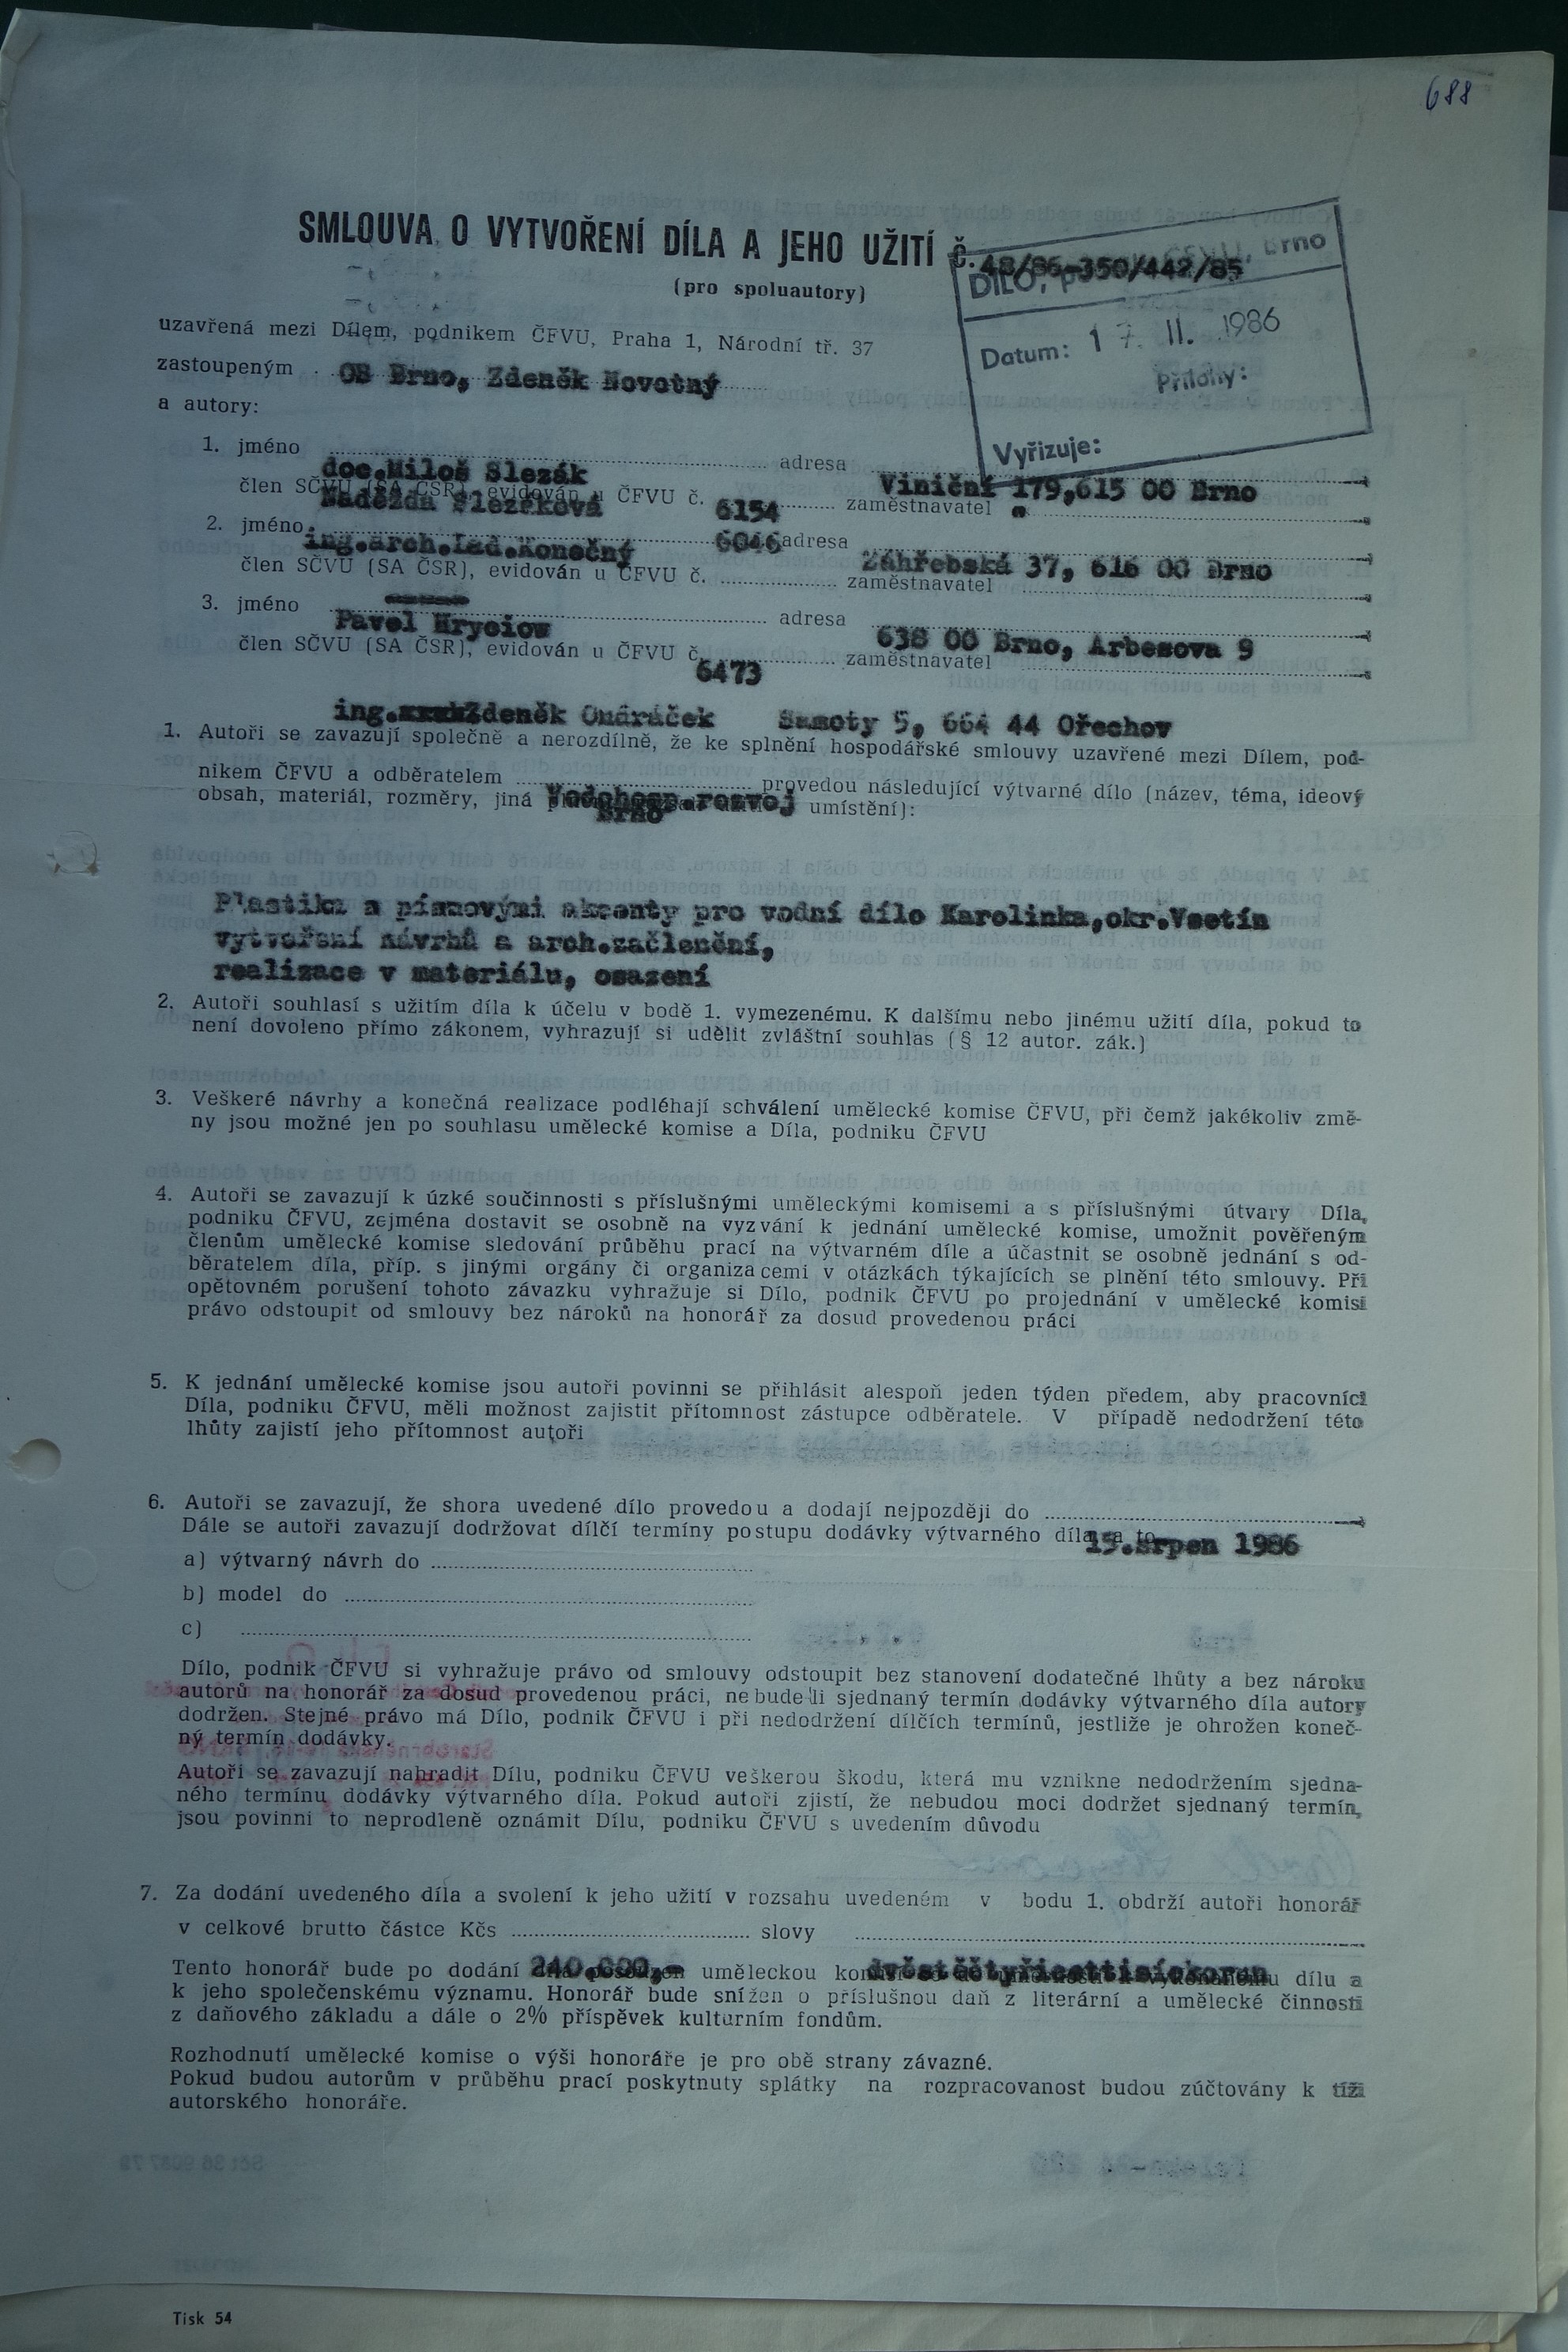 688
SMLOUVA O VYTVOŘENÍ DÍLA A JEHO UŽITÍ č. 48/86-350/442/85
(pro spoluautory)
DÍLO, ČFVU, Brno
Datum: 17. II. 1986
Přílohy:
Vyřizuje:
uzavřená mezi Dílem, podnikem ČFVU, Praha 1, Národní tř. 37
zastoupeným OS Brno, Zdeněk Novotný
a autory:
1. jméno adresa
doc.Miloš Slezák Viniční 179,615 00 Brno
člen SČVU (SA ČSR), evidován u ČFVU č. zaměstnavatel
Naděžda Slezáková 6154
2. jméno adresa
ing.arch.Lad.Konečný 6046 Záhřebská 37, 616 00 Brno
člen SČVU (SA ČSR), evidován u ČFVU č. zaměstnavatel
3. jméno adresa
Pavel Hryciow 638 00 Brno, Arbesova 9
člen SČVU (SA ČSR), evidován u ČFVU č. zaměstnavatel
6473
ing. Zdeněk Ondráček Samoty 5, 664 44 Ořechov
1. Autoři se zavazují společně a nerozdílně, že ke splnění hospodářské smlouvy uzavřené mezi Dílem, pod-
nikem ČFVU a odběratelem provedou následující výtvarné dílo (název, téma, ideový
obsah, materiál, rozměry, jiná umístění):
Vodohosp.rozvoj
Brno
Plastika a písmovými akcenty pro vodní dílo Karolinka,okr.Vsetín
vytvoření návrhů a arch.začlenění,
realizace v materiálu, osazení
2. Autoři souhlasí s užitím díla k účelu v bodě 1. vymezenému. K dalšímu nebo jinému užití díla, pokud to
není dovoleno přímo zákonem, vyhrazují si udělit zvláštní souhlas (§ 12 autor. zák.)
3. Veškeré návrhy a konečná realizace podléhají schválení umělecké komise ČFVU, při čemž jakékoliv změ-
ny jsou možné jen po souhlasu umělecké komise a Díla, podniku ČFVU
4. Autoři se zavazují k úzké součinnosti s příslušnými uměleckými komisemi a s příslušnými útvary Díla,
podniku ČFVU, zejména dostavit se osobně na vyzvání k jednání umělecké komise, umožnit pověřeným
členům umělecké komise sledování průběhu prací na výtvarném díle a účastnit se osobně jednání s od-
běratelem díla, příp. s jinými orgány či organizacemi v otázkách týkajících se plnění této smlouvy. Při
opětovném porušení tohoto závazku vyhražuje si Dílo, podnik ČFVU po projednání v umělecké komisi
právo odstoupit od smlouvy bez nároků na honorář za dosud provedenou práci
5. K jednání umělecké komise jsou autoři povinni se přihlásit alespoň jeden týden předem, aby pracovníci
Díla, podniku ČFVU, měli možnost zajistit přítomnost zástupce odběratele. V případě nedodržení této
lhůty zajistí jeho přítomnost autoři
6. Autoři se zavazují, že shora uvedené dílo provedou a dodají nejpozději do
Dále se autoři zavazují dodržovat dílčí termíny postupu dodávky výtvarného díla a to
15.srpen 1986
a) výtvarný návrh do
b) model do
c)
Dílo, podnik ČFVU si vyhražuje právo od smlouvy odstoupit bez stanovení dodatečné lhůty a bez nároku
autorů na honorář za dosud provedenou práci, nebude-li sjednaný termín dodávky výtvarného díla autory
dodržen. Stejné právo má Dílo, podnik ČFVU i při nedodržení dílčích termínů, jestliže je ohrožen koneč-
ný termín dodávky.
Autoři se zavazují nahradit Dílu, podniku ČFVU veškerou škodu, která mu vznikne nedodržením sjedna-
ného termínu dodávky výtvarného díla. Pokud autoři zjistí, že nebudou moci dodržet sjednaný termín,
jsou povinni to neprodleně oznámit Dílu, podniku ČFVU s uvedením důvodu
7. Za dodání uvedeného díla a svolení k jeho užití v rozsahu uvedeném v bodu 1. obdrží autoři honorář
v celkové brutto částce Kčs slovy
240.000,- dvěstěčtyřicettisíckorun
Tento honorář bude po dodání uměleckou dílu a
k jeho společenskému významu. Honorář bude snížen o příslušnou daň z literární a umělecké činnosti
z daňového základu a dále o 2% příspěvek kulturním fondům.
Rozhodnutí umělecké komise o výši honoráře je pro obě strany závazné.
Pokud budou autorům v průběhu prací poskytnuty splátky na rozpracovanost budou zúčtovány k tíži
autorského honoráře.
Tisk 54